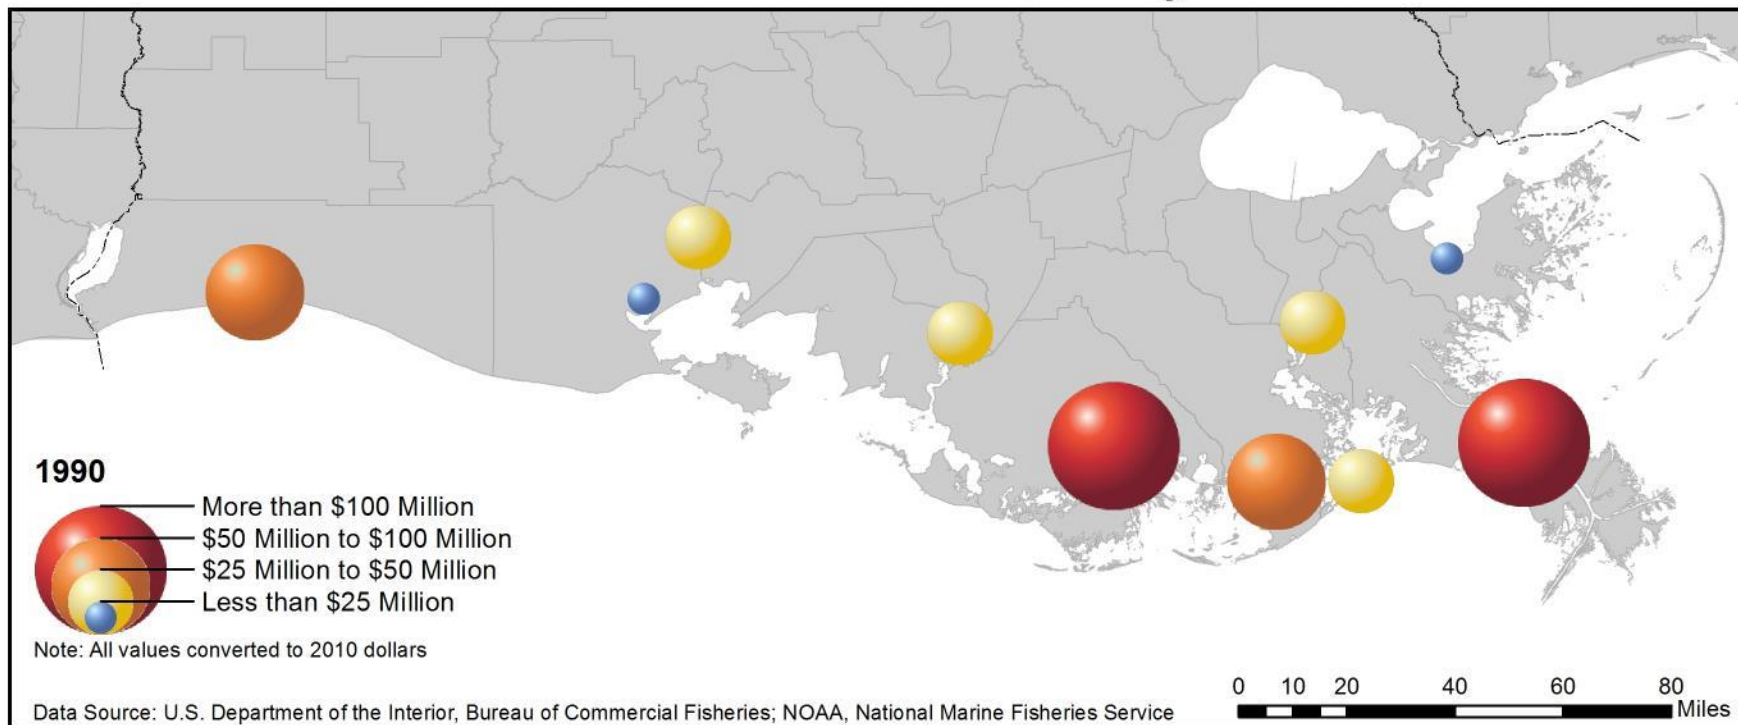 1990
More than $100 Million
$50 Million to $100 Million
$25 Million to $50 Million
Less than $25 Million
Note: All values converted to 2010 dollars
0 10 20 40 60 80
Miles
Data Source: U.S. Department of the Interior, Bureau of Commercial Fisheries; NOAA, National Marine Fisheries Service